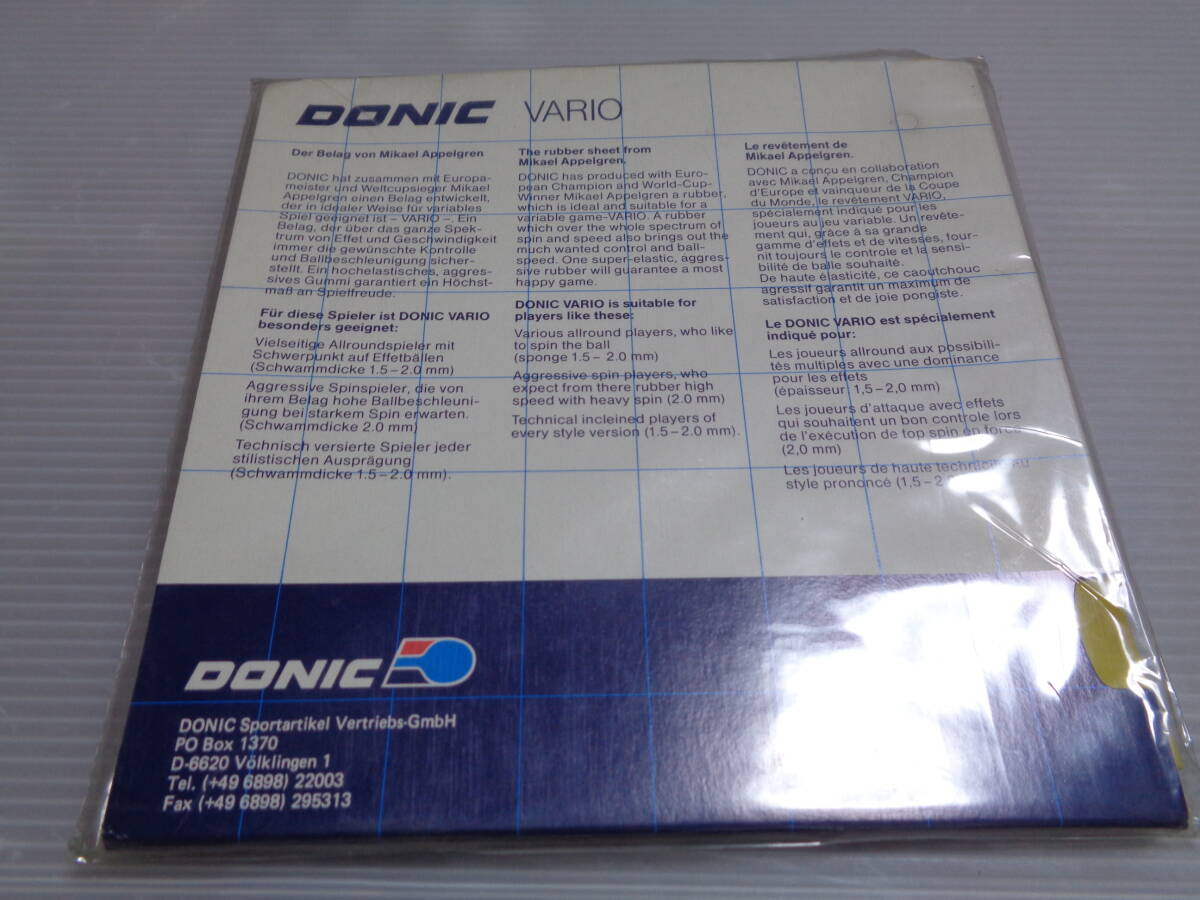 DONIC VARIO
Der Belag von Mikael Appelgren
DONIC hat zusammen mit Europa-
meister und Weltcupsieger Mikael
Appelgren einen Belag entwickelt,
der in idealer Weise für variables
Spiel geeignet ist – VARIO –. Ein
Belag, der über das ganze Spek-
trum von Effet und Geschwindigkeit
immer die gewünschte Kontrolle
und Ballbeschleunigung sicher-
stellt. Ein hochelastisches, aggres-
sives Gummi garantiert ein Höchst-
maß an Spielfreude.
Für diese Spieler ist DONIC VARIO
besonders geeignet:
Vielseitige Allroundspieler mit
Schwerpunkt auf Effetbällen
(Schwammdicke 1.5 – 2.0 mm)
Aggressive Spinspieler, die von
ihrem Belag hohe Ballbeschleuni-
gung bei starkem Spin erwarten.
(Schwammdicke 2.0 mm)
Technisch versierte Spieler jeder
stilistischen Ausprägung
(Schwammdicke 1.5 – 2.0 mm).
The rubber sheet from
Mikael Appelgren.
DONIC has produced with Euro-
pean Champion and World-Cup-
Winner Mikael Appelgren a rubber,
which is ideal and suitable for a
variable game-VARIO. A rubber
which over the whole spectrum of
spin and speed also brings out the
much wanted control and ball-
speed. One super-elastic, aggres-
sive rubber will guarantee a most
happy game.
DONIC VARIO is suitable for
players like these:
Various allround players, who like
to spin the ball
(sponge 1.5 – 2.0 mm)
Aggressive spin players, who
expect from there rubber high
speed with heavy spin (2.0 mm)
Technical incleined players of
every style version (1.5 – 2.0 mm).
Le revêtement de
Mikael Appelgren.
DONIC a conçu en collaboration
avec Mikael Appelgren, Champion
d'Europe et vainqueur de la Coupe
du Monde, le revêtement VARIO,
spécialement indiqué pour les
joueurs au jeu variable. Un revête-
ment qui, grâce à sa grande
gamme d'effets et de vitesses, four-
nit toujours le controle et la sensi-
bilité de balle souhaité.
De haute élasticité, ce caoutchouc
agressif garantit un maximum de
satisfaction et de joie pongiste.
Le DONIC VARIO est spécialement
indiqué pour:
Les joueurs allround aux possibili-
tés multiples avec une dominance
pour les effets
(épaisseur: 1,5 – 2,0 mm)
Les joueurs d'attaque avec effets
qui souhaitent un bon controle lors
de l'exècution de top spin en force
(2,0 mm)
Les joueurs de haute
style prononcé (1,5 –
DONIC
DONIC Sportartikel Vertriebs-GmbH
PO Box 1370
D-6620 Völklingen 1
Tel. (+49 6898) 22003
Fax (+49 6898) 295313